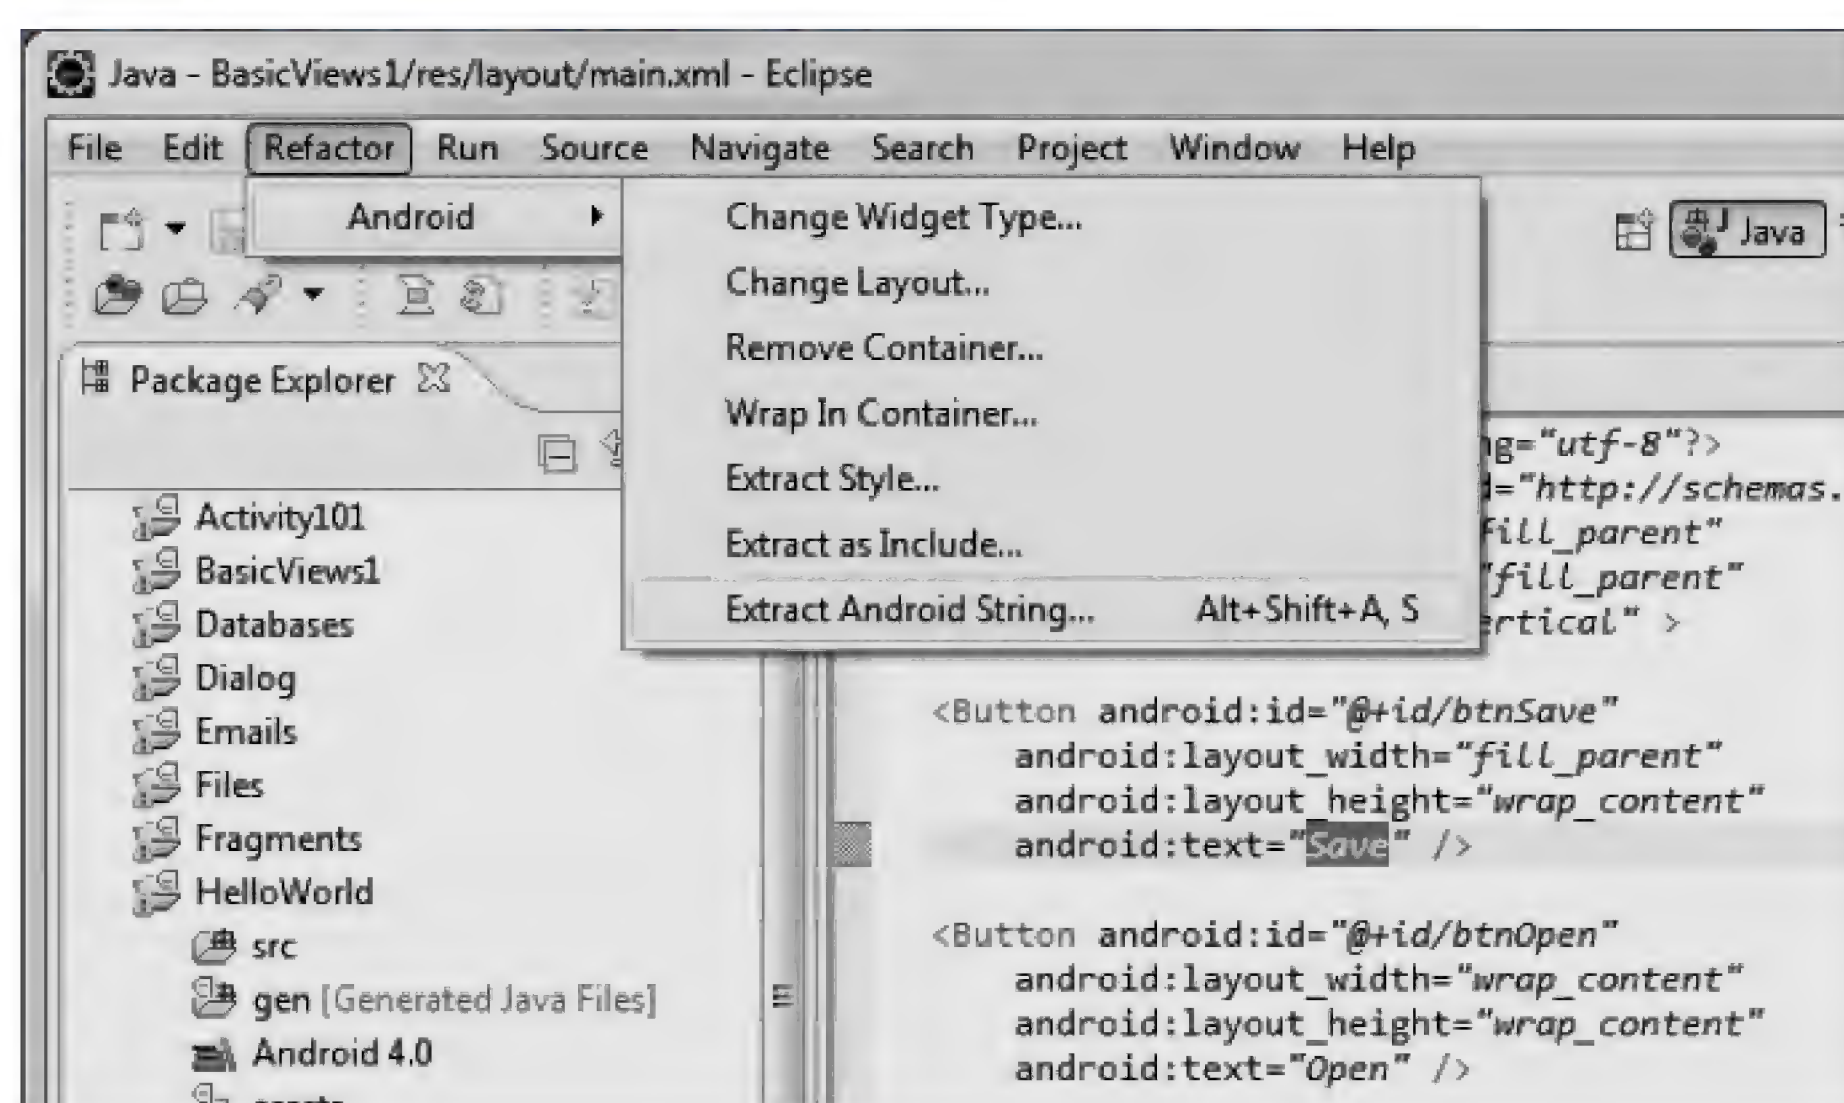 Java - BasicViews1/res/layout/main.xml - Eclipse
File Edit Refactor Run Source Navigate Search Project Window Help
Android
Change Widget Type...
Change Layout...
Remove Container...
Wrap In Container...
Extract Style...
Extract as Include...
Extract Android String... Alt+Shift+A, S
Java
Package Explorer
Activity101
BasicViews1
Databases
Dialog
Emails
Files
Fragments
HelloWorld
src
gen [Generated Java Files]
Android 4.0
ng="utf-8"?>
="http://schemas.
fill_parent"
"fill_parent"
ertical" >
<Button android:id="@+id/btnSave"
android:layout_width="fill_parent"
android:layout_height="wrap_content"
android:text="Save" />
<Button android:id="@+id/btnOpen"
android:layout_width="wrap_content"
android:layout_height="wrap_content"
android:text="Open" />